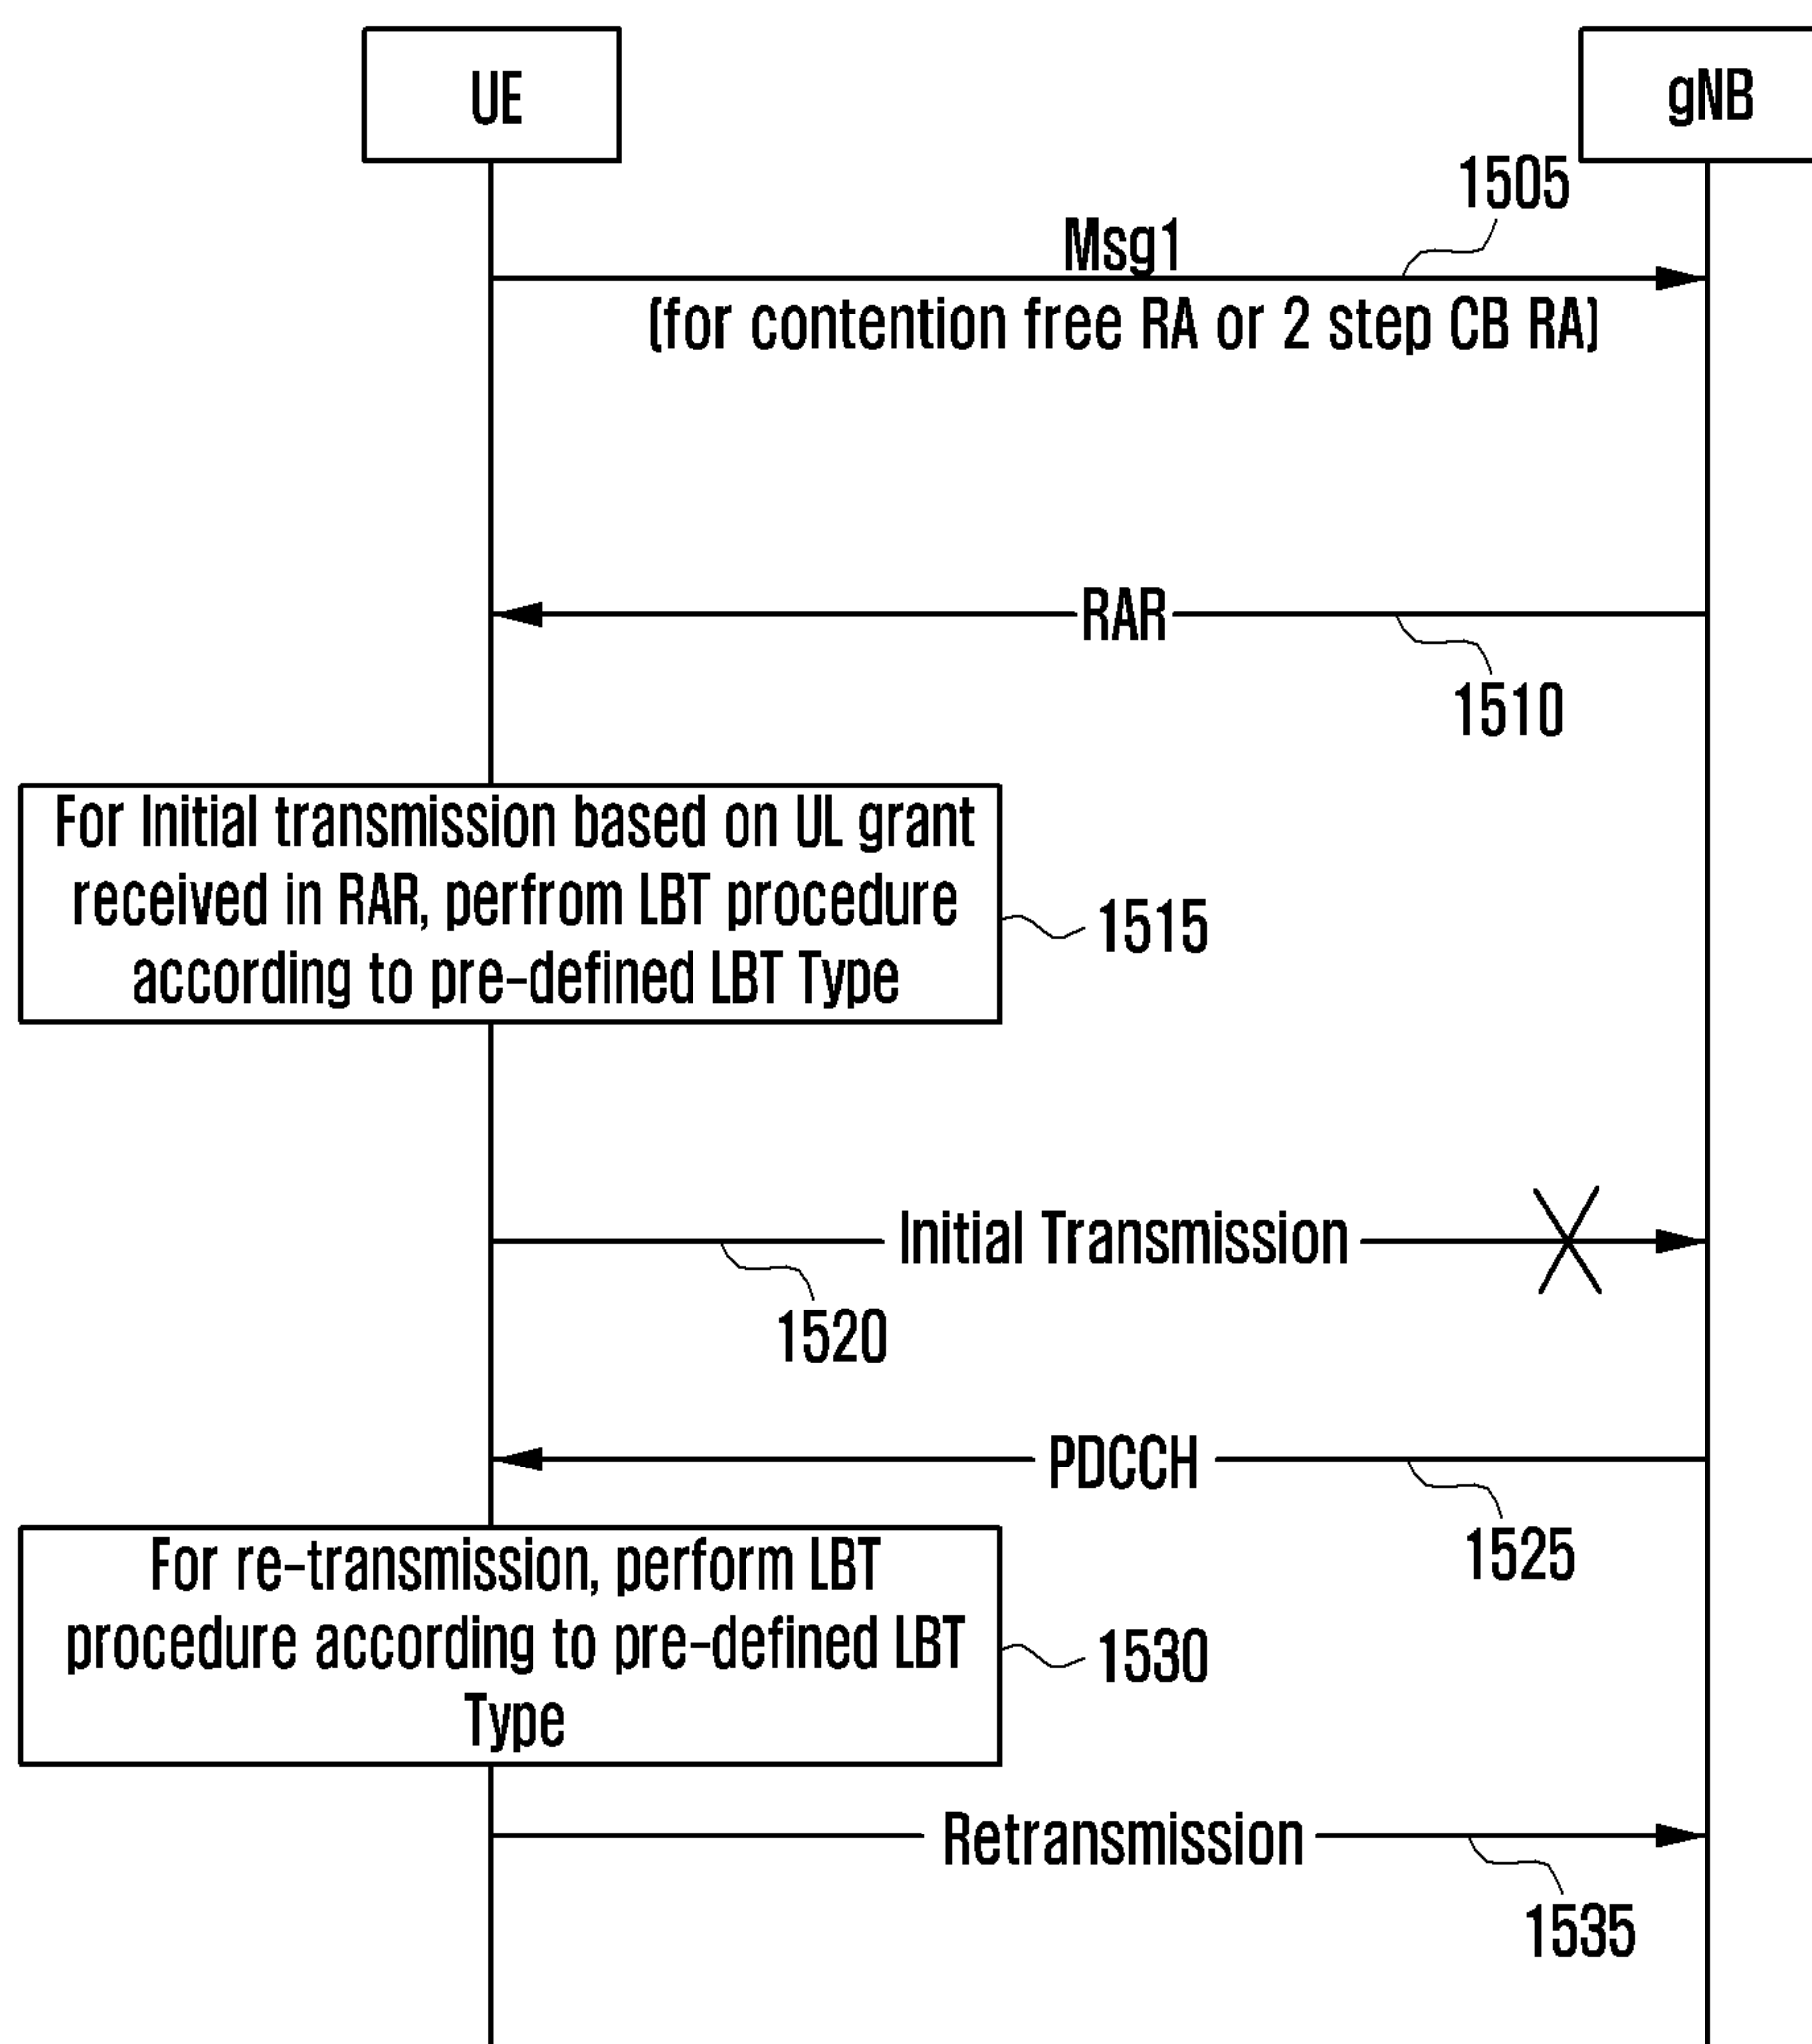 UE
gNB
1505
Msg1
(for contention free RA or 2 step CB RA)
RAR
1510
For Initial transmission based on UL grant
received in RAR, perfrom LBT procedure
according to pre-defined LBT Type
1515
Initial Transmission
1520
PDCCH
1525
For re-transmission, perform LBT
procedure according to pre-defined LBT
Type
1530
Retransmission
1535